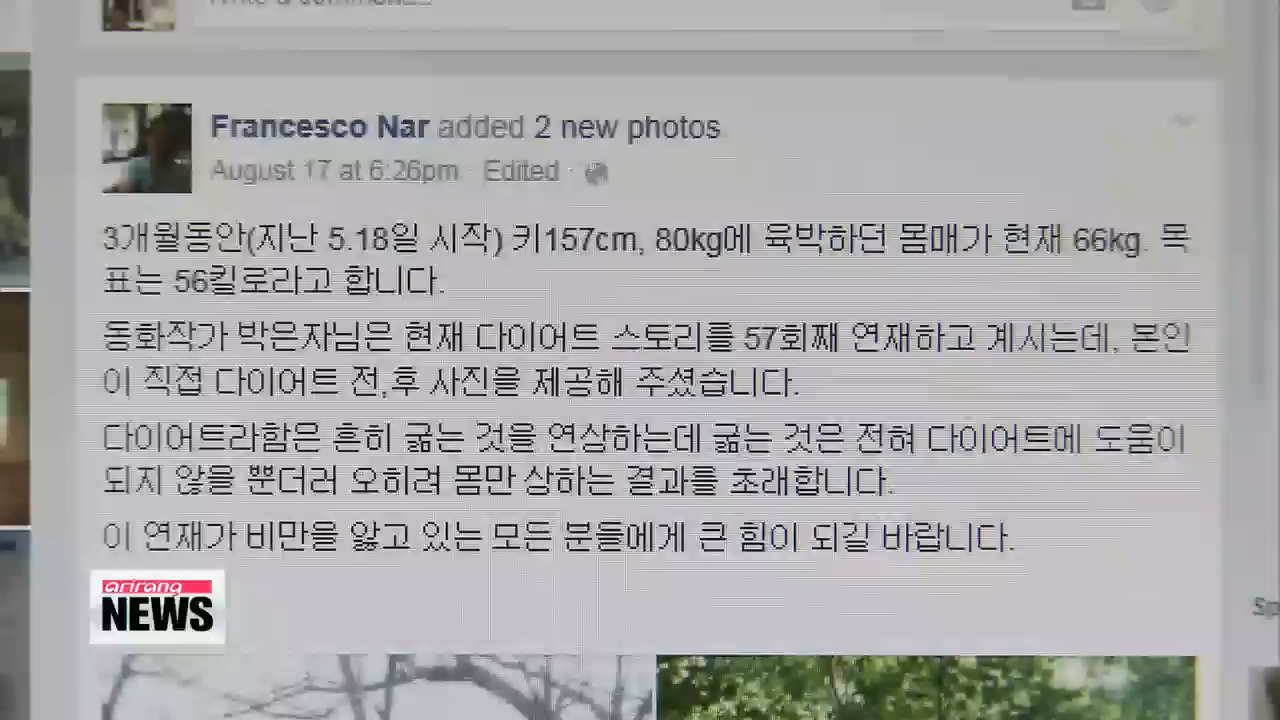 Write a comment...
Francesco Nar added 2 new photos
August 17 at 6:26pm · Edited ·
3개월동안(지난 5.18일 시작) 키157cm, 80kg에 육박하던 몸매가 현재 66kg. 목
표는 56킬로라고 합니다.
동화작가 박은자님은 현재 다이어트 스토리를 57회째 연재하고 계시는데, 본인
이 직접 다이어트 전,후 사진을 제공해 주셨습니다.
다이어트라함은 흔히 굶는 것을 연상하는데 굶는 것은 전혀 다이어트에 도움이
되지 않을 뿐더러 오히려 몸만 상하는 결과를 초래합니다.
이 연재가 비만을 앓고 있는 모든 분들에게 큰 힘이 되길 바랍니다.
arirang
NEWS
Sp